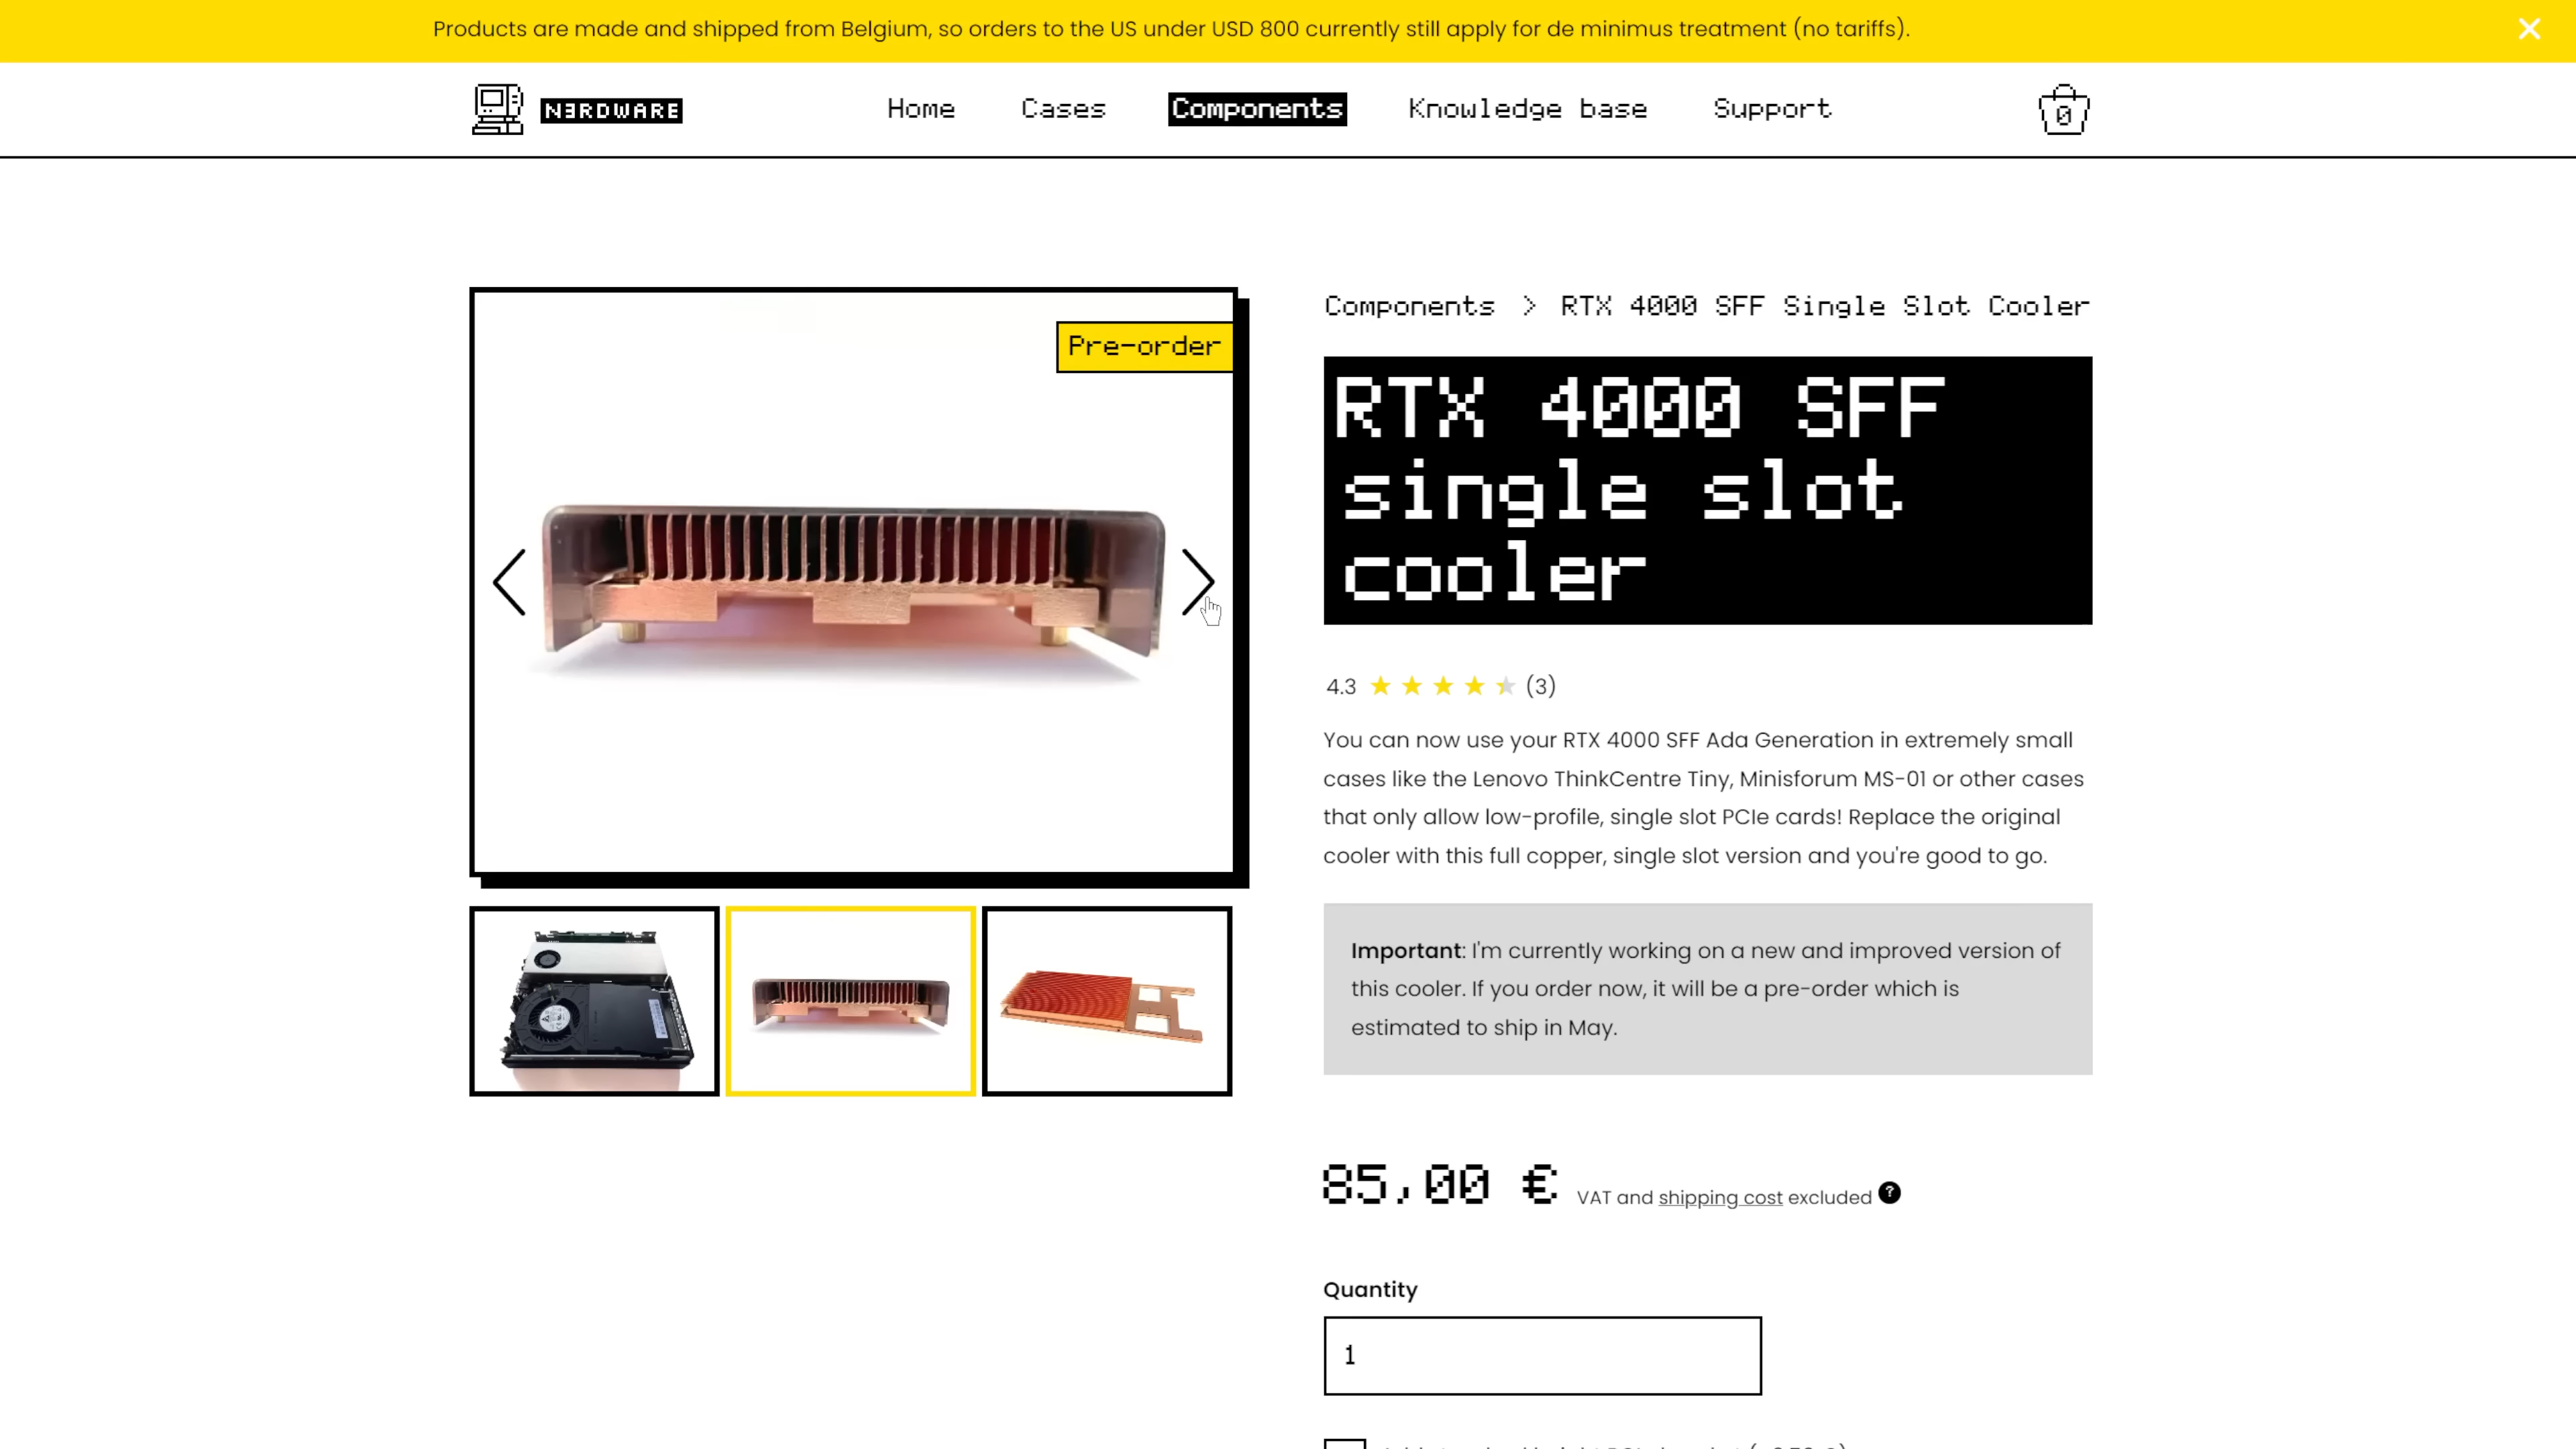 Products are made and shipped from Belgium, so orders to the US under USD 800 currently still apply for de minimus treatment (no tariffs).
N3RDWARE
Home
Cases
Components
Knowledge base
Support
0
Pre-order
Components > RTX 4000 SFF Single Slot Cooler
RTX 4000 SFF
single slot
cooler
4.3 (3)
You can now use your RTX 4000 SFF Ada Generation in extremely small
cases like the Lenovo ThinkCentre Tiny, Minisforum MS-01 or other cases
that only allow low-profile, single slot PCIe cards! Replace the original
cooler with this full copper, single slot version and you're good to go.
Important: I'm currently working on a new and improved version of
this cooler. If you order now, it will be a pre-order which is
estimated to ship in May.
85,00 € VAT and shipping cost excluded ?
Quantity
1